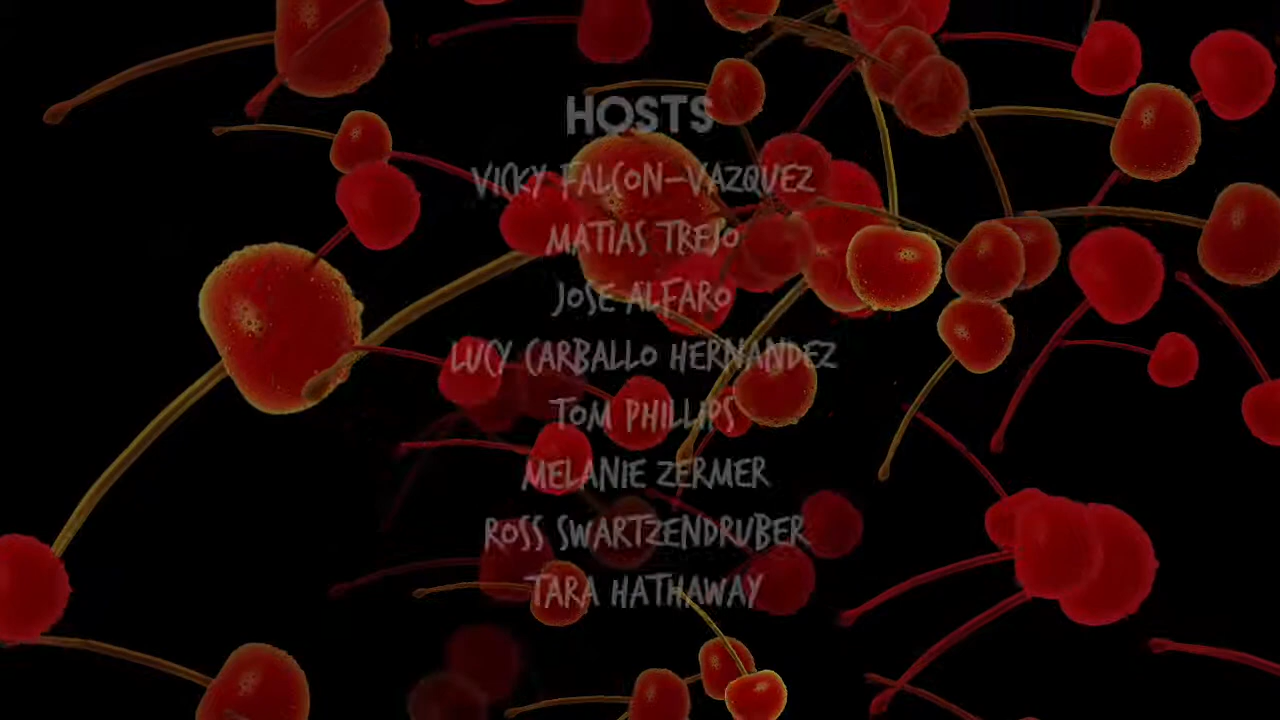 HOSTS
VICKY FALCON-VAZQUEZ
MATIAS TREJO
JOSE ALFARO
LUCY CARBALLO HERNANDEZ
TOM PHILLIPS
MELANIE ZERMER
ROSS SWARTZENDRUBER
TARA HATHAWAY